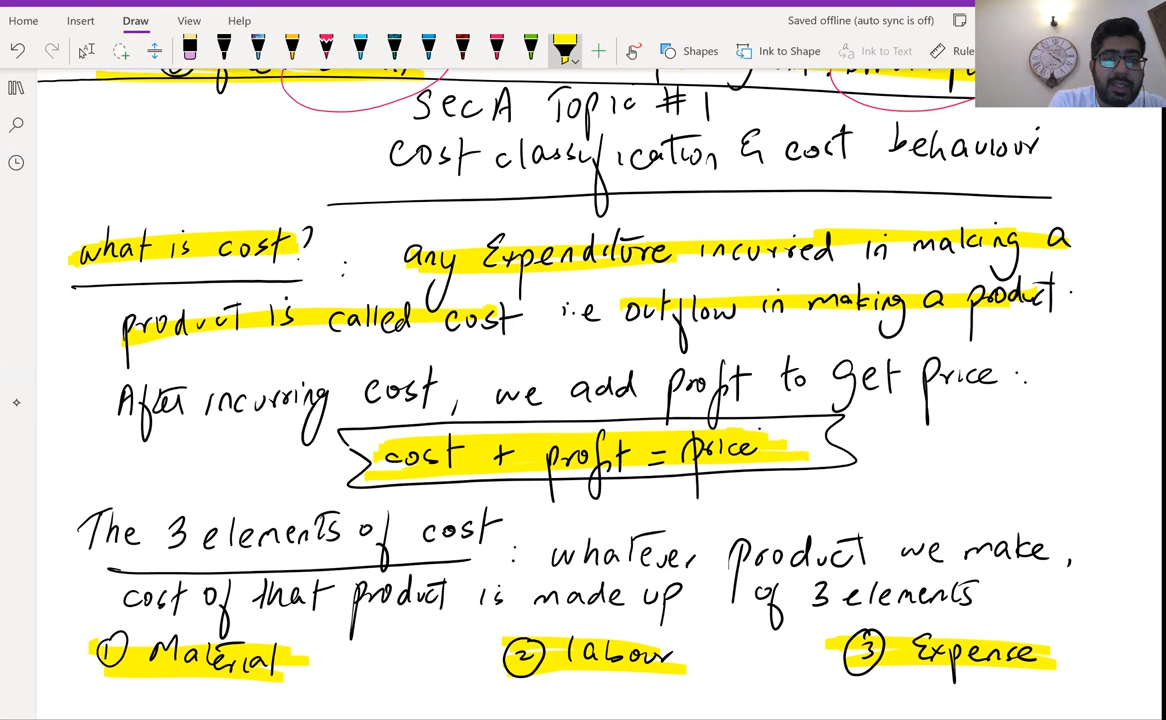 Home Insert Draw View Help Saved offline (auto sync is off)
Shapes Ink to Shape Ink to Text Rule
Sec A Topic #1
Cost classification & cost behaviour
What is cost? : any Expenditure incurred in making a
product is called cost i.e outflow in making a product.
After incurring cost, we add profit to get price :
cost + profit = price
The 3 elements of cost : whatever product we make,
cost of that product is made up of 3 elements
① Material ② labour ③ Expense